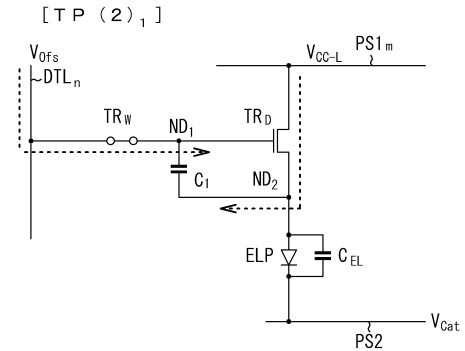 [TP(2)1]
VOfs
DTLn
VCC-L
PS1m
TRW
ND1
TRD
C1
ND2
ELP
CEL
VCat
PS2